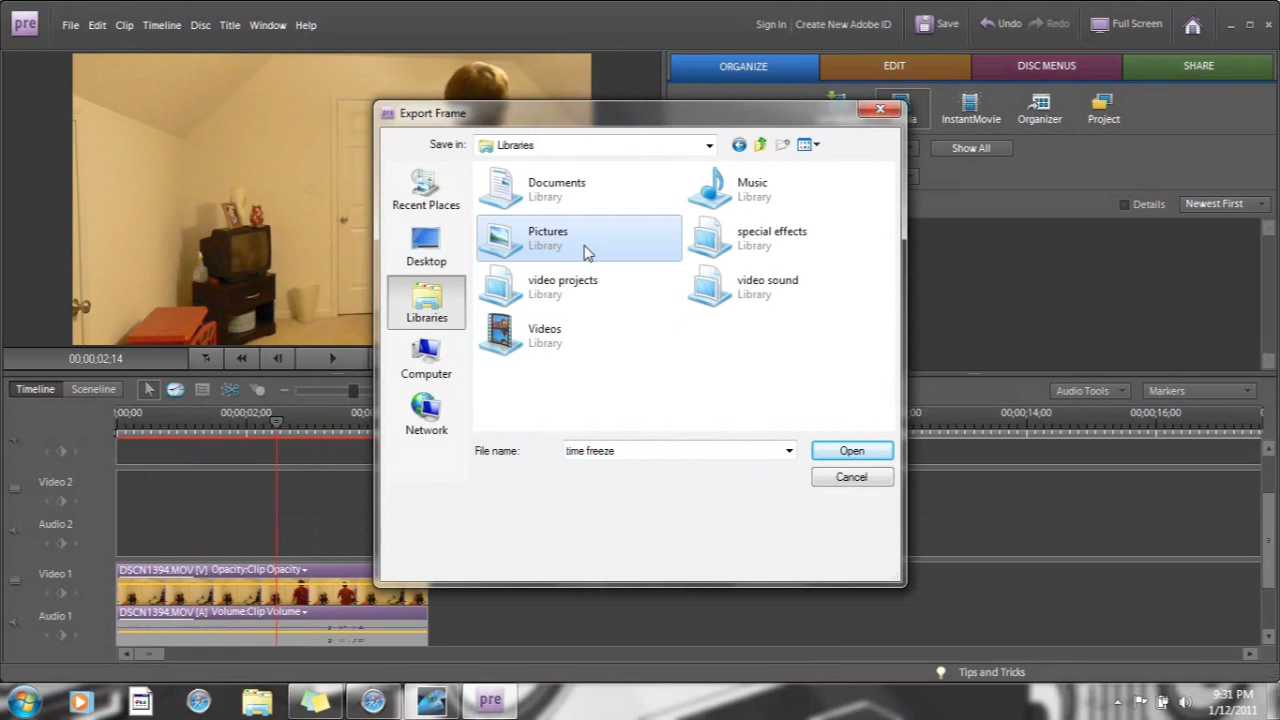 pre File Edit Clip Timeline Disc Title Window Help Sign In Create New Adobe ID Save Undo Redo Full Screen
ORGANIZE EDIT DISC MENUS SHARE
InstantMovie Organizer Project
Show All
Details Newest First
Export Frame
Save in: Libraries
Recent Places
Desktop
Libraries
Computer
Network
Documents
Library
Music
Library
Pictures
Library
special effects
Library
video projects
Library
video sound
Library
Videos
Library
File name: time freeze Open
Cancel
00;00;02;14
Timeline Sceneline Audio Tools Markers
;00;00 00;00;02;00 00;00;14;00 00;00;16;00
Video 2
Audio 2
Video 1 DSCN1394.MOV [V] Opacity:Clip Opacity
Audio 1 DSCN1394.MOV [A] Volume:Clip Volume
Tips and Tricks
pre
9:31 PM
1/12/2011